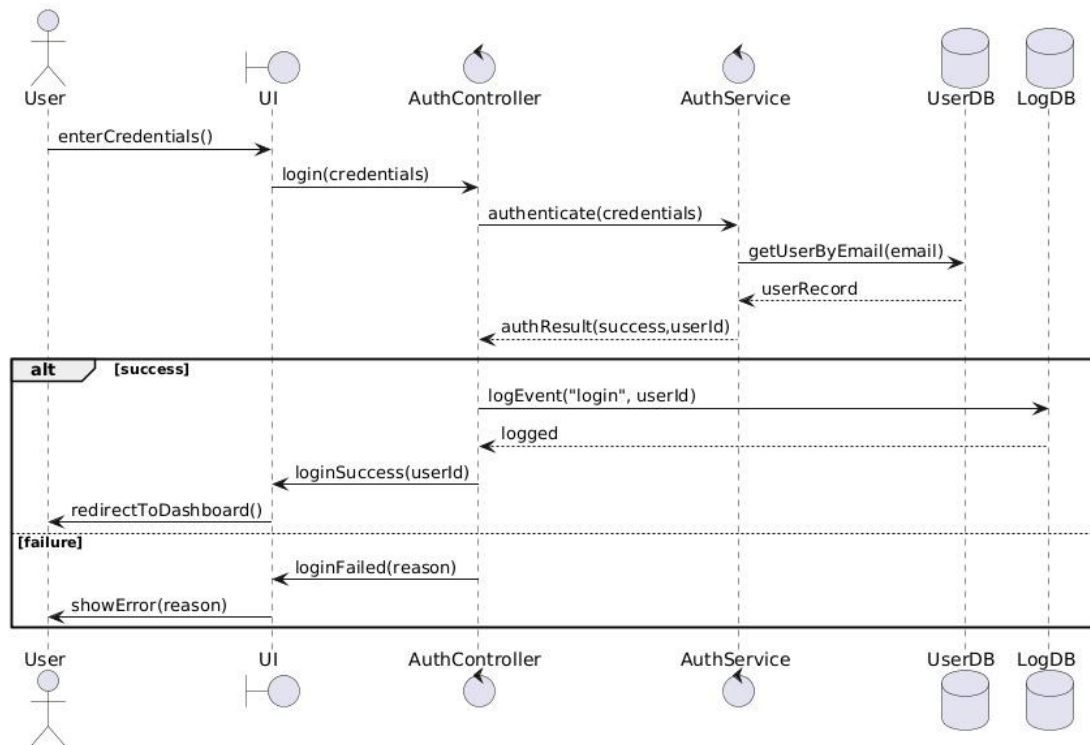 User UI AuthController AuthService UserDB LogDB
enterCredentials()
login(credentials)
authenticate(credentials)
getUserByEmail(email)
userRecord
authResult(success,userId)
alt [success]
logEvent("login", userId)
logged
loginSuccess(userId)
redirectToDashboard()
[failure]
loginFailed(reason)
showError(reason)
User UI AuthController AuthService UserDB LogDB